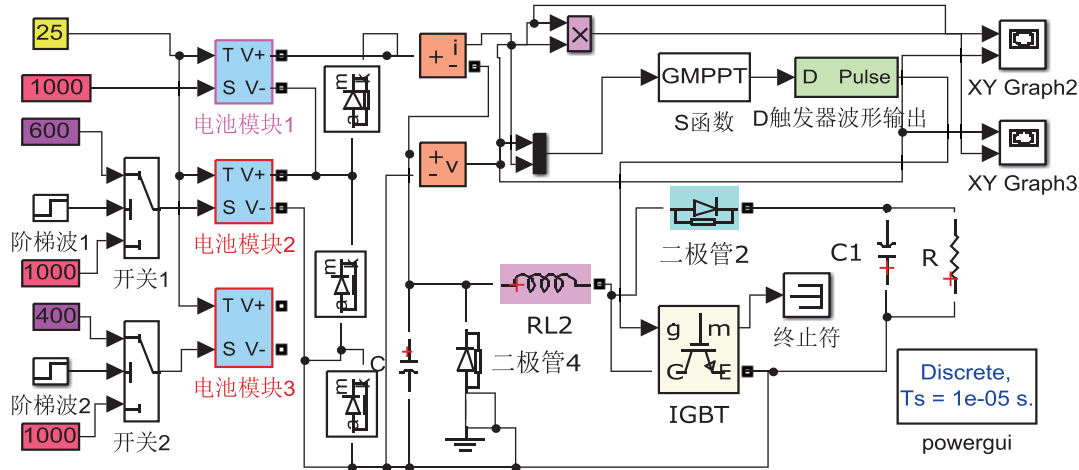 25
1000
600
阶梯波1
1000
开关1
400
阶梯波2
1000
开关2
T V+
S V-
电池模块1
T V+
S V-
电池模块2
T V+
S V-
电池模块3
m
k
a
m
k
a
m
k
a
+ i
-
+
- v
×
GMPPT
S函数
D Pulse
D触发器波形输出
XY Graph2
XY Graph3
二极管2
C1
R
+
+
RL2
+
C
+
m
k
a
二极管4
g m
C E
IGBT
终止符
Discrete,
Ts = 1e-05 s.
powergui